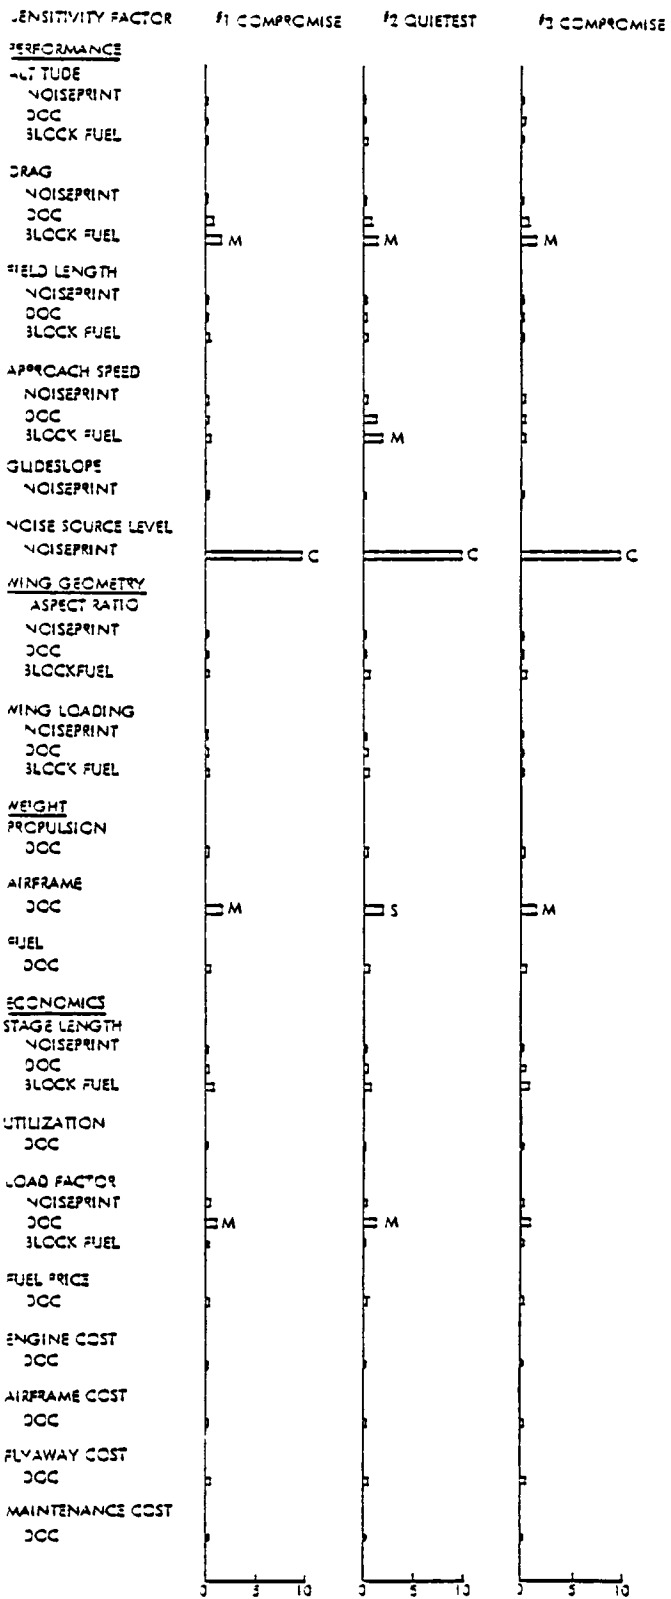 SENSITIVITY FACTOR #1 COMPROMISE #2 QUIETEST #3 COMPROMISE
PERFORMANCE
ALTITUDE
NOISEPRINT
DOC
BLOCK FUEL
DRAG
NOISEPRINT
DOC
BLOCK FUEL M M M
FIELD LENGTH
NOISEPRINT
DOC
BLOCK FUEL
APPROACH SPEED
NOISEPRINT
DOC
BLOCK FUEL M
GLIDESLOPE
NOISEPRINT
NOISE SOURCE LEVEL
NOISEPRINT C C C
WING GEOMETRY
ASPECT RATIO
NOISEPRINT
DOC
BLOCKFUEL
WING LOADING
NOISEPRINT
DOC
BLOCK FUEL
WEIGHT
PROPULSION
DOC
AIRFRAME
DOC M S M
FUEL
DOC
ECONOMICS
STAGE LENGTH
NOISEPRINT
DOC
BLOCK FUEL
UTILIZATION
DOC
LOAD FACTOR
NOISEPRINT
DOC M M
BLOCK FUEL
FUEL PRICE
DOC
ENGINE COST
DOC
AIRFRAME COST
DOC
FLYAWAY COST
DOC
MAINTENANCE COST
DOC
0 5 10 0 5 10 0 5 10